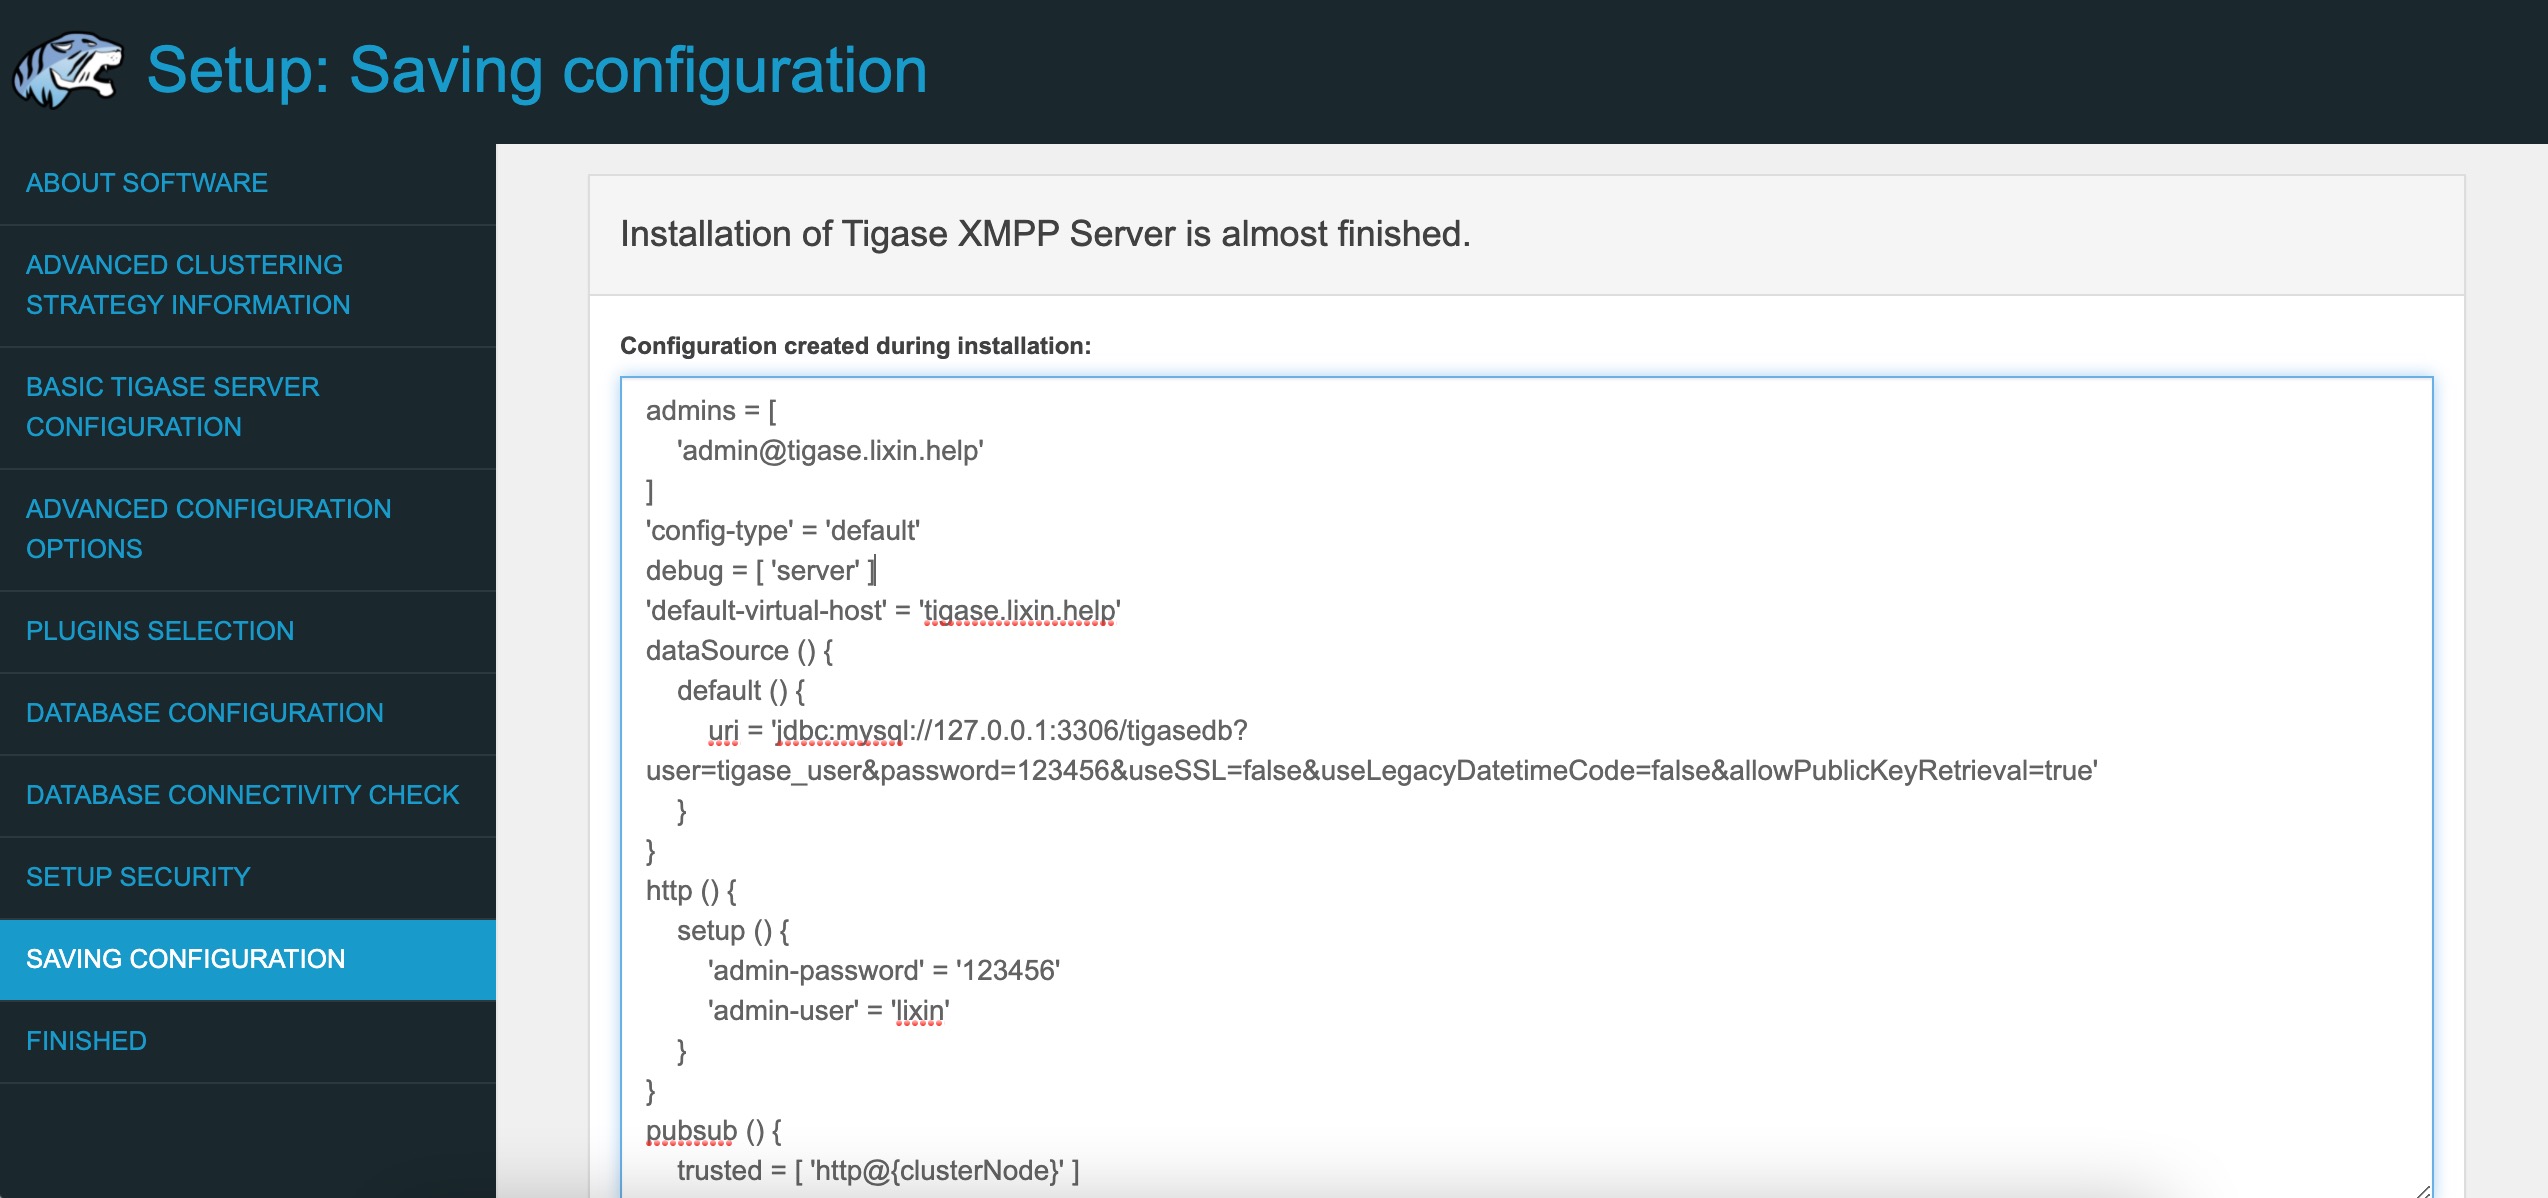 Setup: Saving configuration
ABOUT SOFTWARE
ADVANCED CLUSTERING
STRATEGY INFORMATION
BASIC TIGASE SERVER
CONFIGURATION
ADVANCED CONFIGURATION
OPTIONS
PLUGINS SELECTION
DATABASE CONFIGURATION
DATABASE CONNECTIVITY CHECK
SETUP SECURITY
SAVING CONFIGURATION
FINISHED
Installation of Tigase XMPP Server is almost finished.
Configuration created during installation:
admins = [
    'admin@tigase.lixin.help'
]
'config-type' = 'default'
debug = [ 'server' ]
'default-virtual-host' = 'tigase.lixin.help'
dataSource () {
    default () {
        uri = 'jdbc:mysql://127.0.0.1:3306/tigasedb?
user=tigase_user&password=123456&useSSL=false&useLegacyDatetimeCode=false&allowPublicKeyRetrieval=true'
    }
}
http () {
    setup () {
        'admin-password' = '123456'
        'admin-user' = 'lixin'
    }
}
pubsub () {
    trusted = [ 'http@{clusterNode}' ]